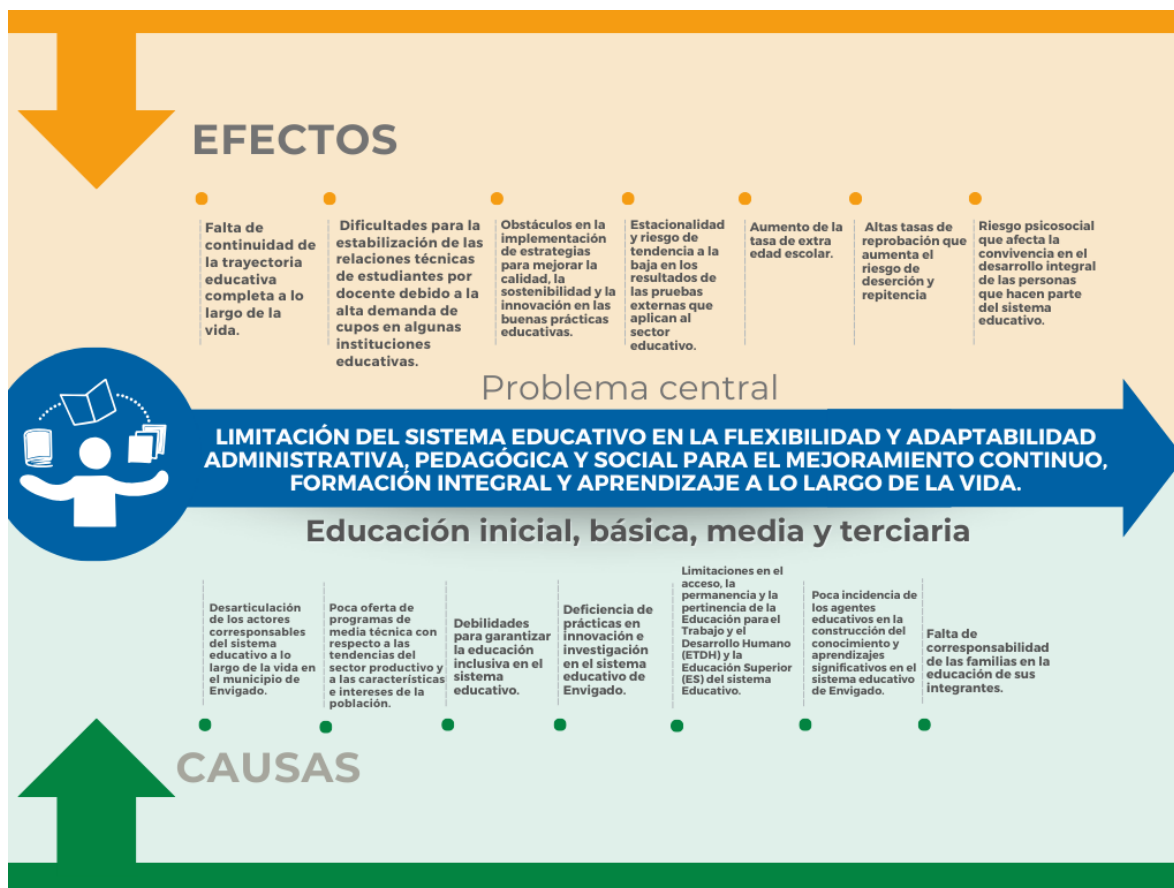 EFECTOS
Falta de
continuidad de
la trayectoria
educativa
completa a lo
largo de la
vida.
Dificultades para la
estabilización de las
relaciones técnicas
de estudiantes por
docente debido a la
alta demanda de
cupos en algunas
instituciones
educativas.
Obstáculos en la
implementación
de estrategias
para mejorar la
calidad, la
sostenibilidad y la
innovación en las
buenas prácticas
educativas.
Estacionalidad
y riesgo de
tendencia a la
baja en los
resultados de
las pruebas
externas que
aplican al
sector
educativo.
Aumento de la
tasa de extra
edad escolar.
Altas tasas de
reprobación que
aumenta el
riesgo de
deserción y
repitencia
Riesgo psicosocial
que afecta la
convivencia en el
desarrollo integral
de las personas
que hacen parte
del sistema
educativo.
Problema central
LIMITACIÓN DEL SISTEMA EDUCATIVO EN LA FLEXIBILIDAD Y ADAPTABILIDAD
ADMINISTRATIVA, PEDAGÓGICA Y SOCIAL PARA EL MEJORAMIENTO CONTINUO,
FORMACIÓN INTEGRAL Y APRENDIZAJE A LO LARGO DE LA VIDA.
Educación inicial, básica, media y terciaria
Desarticulación
de los actores
corresponsables
del sistema
educativo a lo
largo de la vida en
el municipio de
Envigado.
Poca oferta de
programas de
media técnica con
respecto a las
tendencias del
sector productivo y
a las características
e intereses de la
población.
Debilidades
para garantizar
la educación
inclusiva en el
sistema
educativo.
Deficiencia de
prácticas en
innovación e
investigación
en el sistema
educativo de
Envigado.
Limitaciones en el
acceso, la
permanencia y la
pertinencia de la
Educación para el
Trabajo y el
Desarrollo Humano
(ETDH) y la
Educación Superior
(ES) del sistema
Educativo.
Poca incidencia de
los agentes
educativos en la
construcción del
conocimiento y
aprendizajes
significativos en el
sistema educativo
de Envigado.
Falta de
corresponsabilidad
de las familias en la
educación de sus
integrantes.
CAUSAS